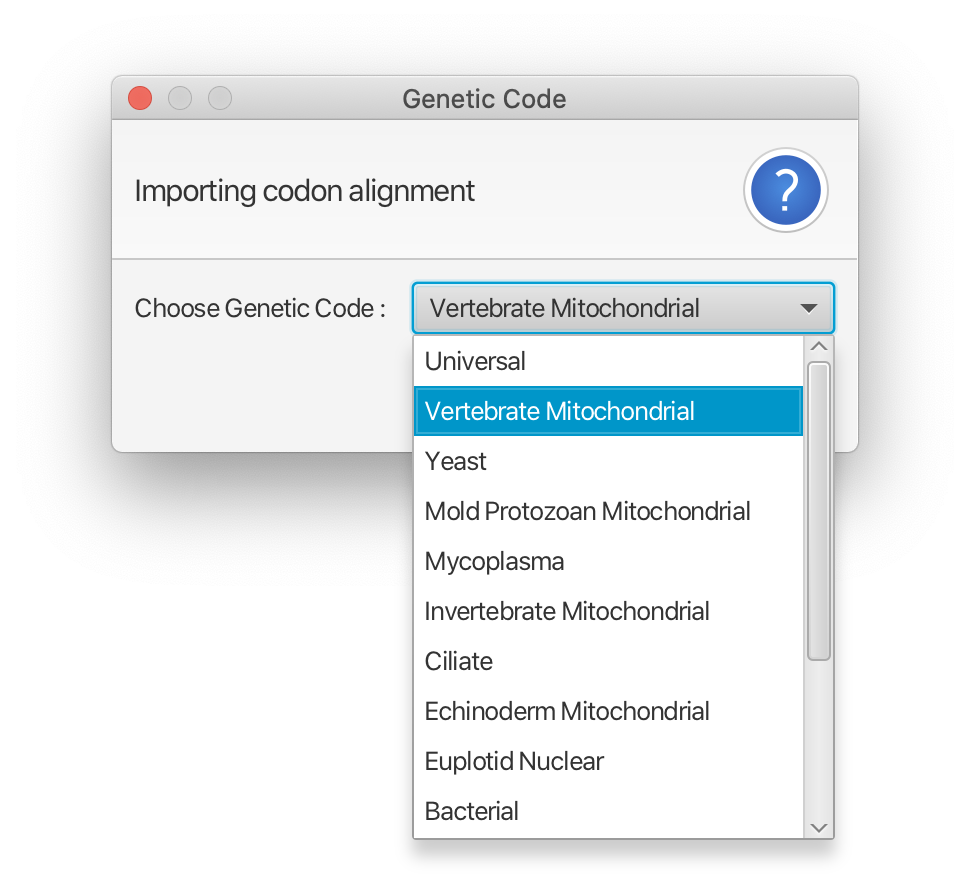 Genetic Code
Importing codon alignment
?
Choose Genetic Code :
Vertebrate Mitochondrial
Universal
Vertebrate Mitochondrial
Yeast
Mold Protozoan Mitochondrial
Mycoplasma
Invertebrate Mitochondrial
Ciliate
Echinoderm Mitochondrial
Euplotid Nuclear
Bacterial